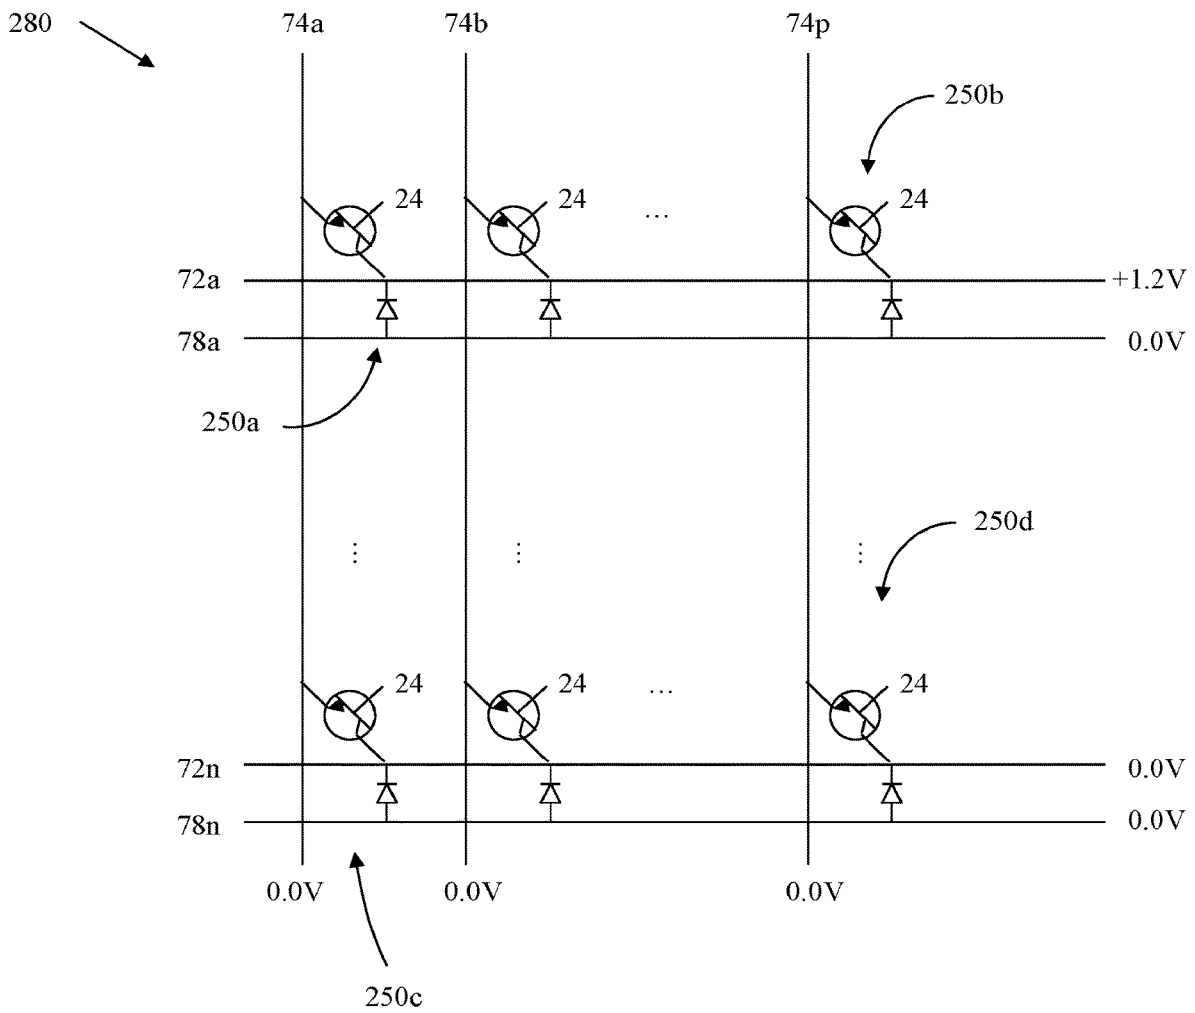 280
74a 74b 74p
250b
24 24 ... 24
72a +1.2V
78a 0.0V
250a
250d
... ... ...
24 24 ... 24
72n 0.0V
78n 0.0V
0.0V 0.0V 0.0V
250c